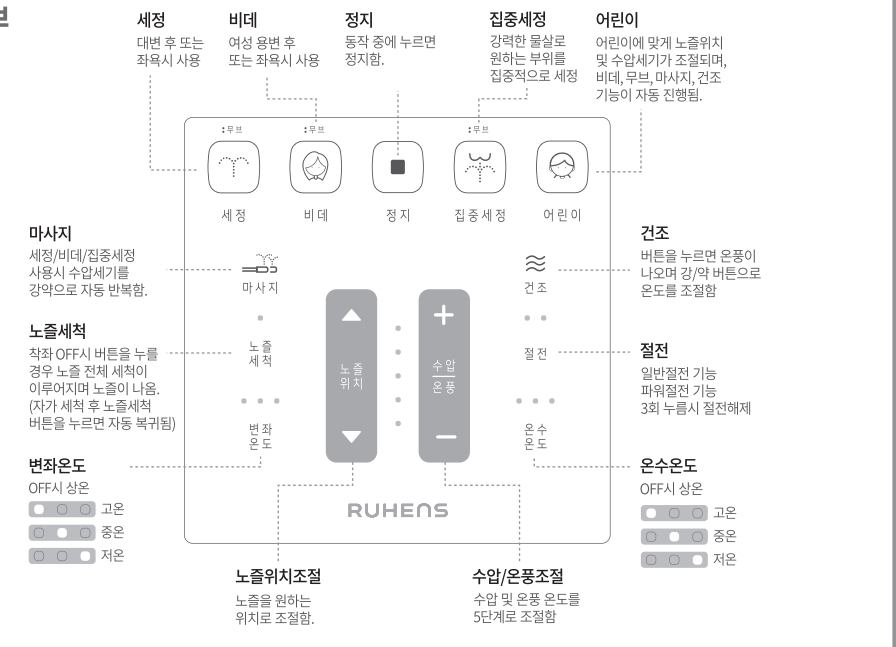 브
세정
대변 후 또는
좌욕시 사용
비데
여성 용변 후
또는 좌욕시 사용
정지
동작 중에 누르면
정지함.
집중세정
강력한 물살로
원하는 부위를
집중적으로 세정
어린이
어린이에 맞게 노즐위치
및 수압세기가 조절되며,
비데, 무브, 마사지, 건조
기능이 자동 진행됨.
무브
무브
무브
세정
비데
정지
집중세정
어린이
마사지
세정/비데/집중세정
사용시 수압세기를
강약으로 자동 반복함.
노즐세척
착좌 OFF시 버튼을 누를
경우 노즐 전체 세척이
이루어지며 노즐이 나옴.
(자가 세척 후 노즐세척
버튼을 누르면 자동 복귀됨)
변좌온도
OFF시 상온
고온
중온
저온
마사지
노즐
세척
변좌
온도
노즐
위치
수압
온풍
건조
절전
온수
온도
RUHENS
건조
버튼을 누르면 온풍이
나오며 강/약 버튼으로
온도를 조절함
절전
일반절전 기능
파워절전 기능
3회 누름시 절전해제
온수온도
OFF시 상온
고온
중온
저온
노즐위치조절
노즐을 원하는
위치로 조절함.
수압/온풍조절
수압 및 온풍 온도를
5단계로 조절함